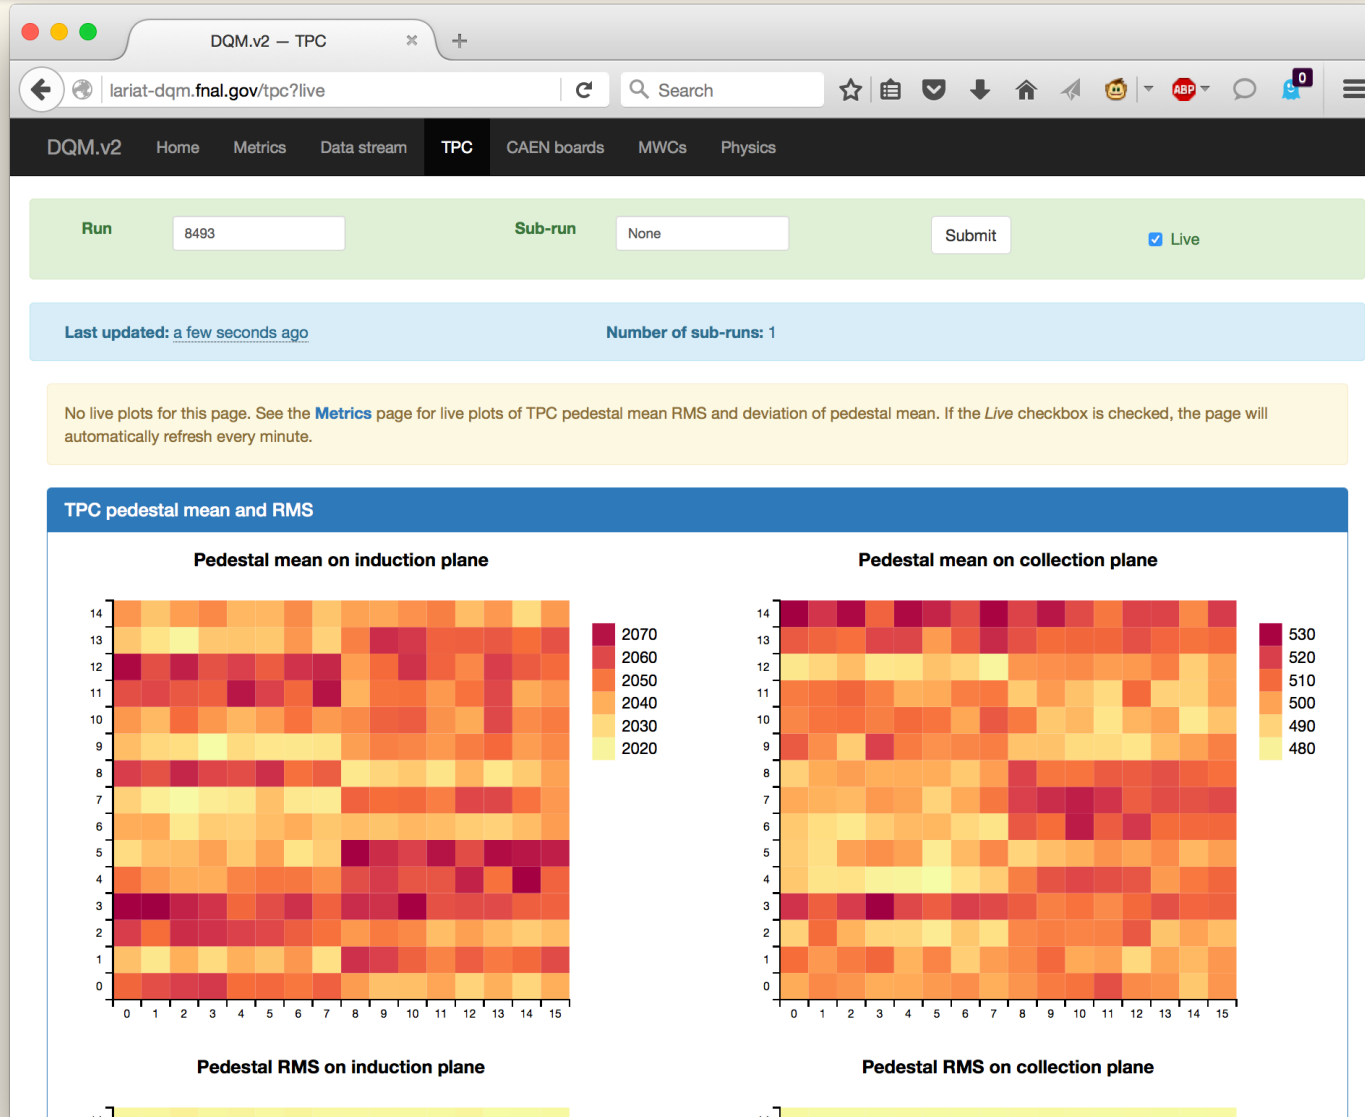 DQM.v2 — TPC
lariat-dqm.fnal.gov/tpc?live
Search
ABP
0
DQM.v2 Home Metrics Data stream TPC CAEN boards MWCs Physics
Run 8493 Sub-run None Submit Live
Last updated: a few seconds ago Number of sub-runs: 1
No live plots for this page. See the Metrics page for live plots of TPC pedestal mean RMS and deviation of pedestal mean. If the Live checkbox is checked, the page will
automatically refresh every minute.
TPC pedestal mean and RMS
Pedestal mean on induction plane
14
13
12
11
10
9
8
7
6
5
4
3
2
1
0
0 1 2 3 4 5 6 7 8 9 10 11 12 13 14 15
2070
2060
2050
2040
2030
2020
Pedestal mean on collection plane
14
13
12
11
10
9
8
7
6
5
4
3
2
1
0
0 1 2 3 4 5 6 7 8 9 10 11 12 13 14 15
530
520
510
500
490
480
Pedestal RMS on induction plane
Pedestal RMS on collection plane